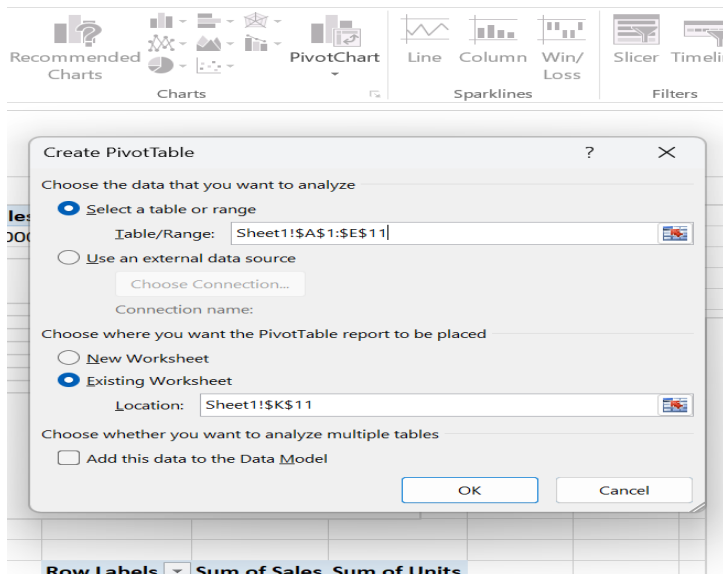 Recommended Charts
PivotChart
Line
Column
Win/ Loss
Slicer
Charts
Sparklines
Filters
Create PivotTable
?
Choose the data that you want to analyze
Select a table or range
Table/Range: Sheet1!$A$1:$E$11
Use an external data source
Choose Connection...
Connection name:
Choose where you want the PivotTable report to be placed
New Worksheet
Existing Worksheet
Location: Sheet1!$K$11
Choose whether you want to analyze multiple tables
Add this data to the Data Model
OK
Cancel
Row Labels Sum of Sales Sum of Units